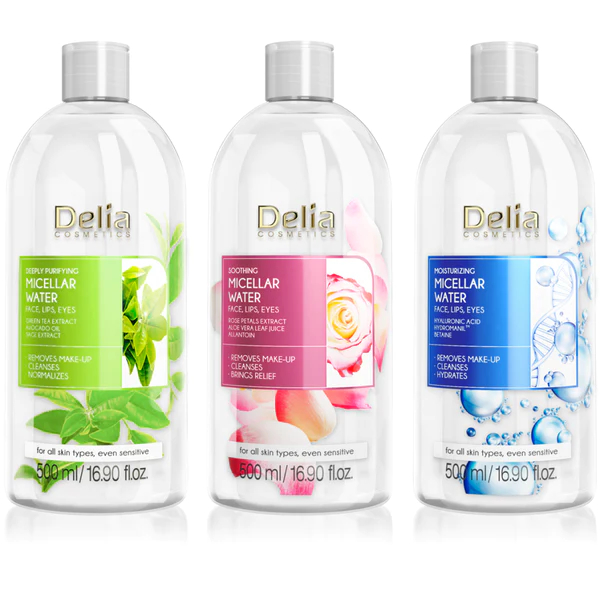 Delia
COSMETICS
DEEPLY PURIFYING
MICELLAR
WATER
FACE, LIPS, EYES
GREEN TEA EXTRACT
AVOCADO OIL
SAGE EXTRACT
• REMOVES MAKE-UP
• CLEANSES
• NORMALIZES
for all skin types, even sensitive
500 ml/16.90 fl.oz.
Delia
COSMETICS
SOOTHING
MICELLAR
WATER
FACE, LIPS, EYES
ROSE PETALS EXTRACT
ALOE VERA LEAF JUICE
ALLANTOIN
• REMOVES MAKE-UP
• CLEANSES
• BRINGS RELIEF
for all skin types, even sensitive
500 ml/16.90 fl.oz.
Delia
COSMETICS
MOISTURIZING
MICELLAR
WATER
FACE, LIPS, EYES
HYALURONIC ACID
HYDROMANIL™
BETAINE
• REMOVES MAKE-UP
• CLEANSES
• HYDRATES
for all skin types, even sensitive
500 ml/16.90 fl.oz.